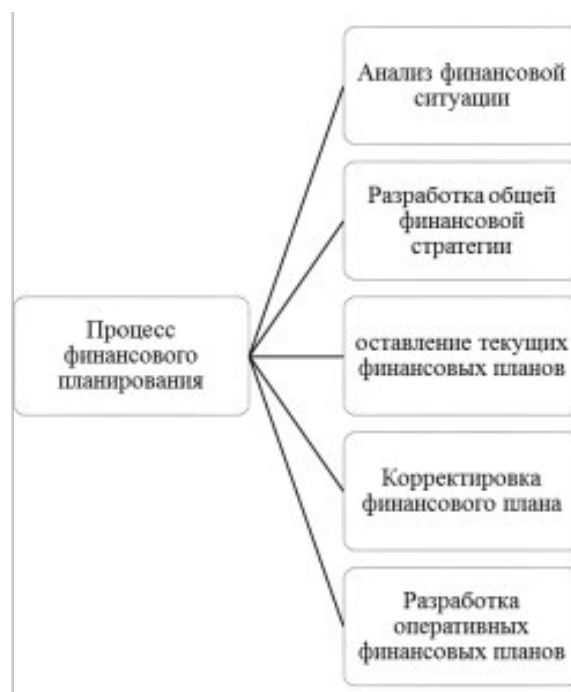 Анализ финансовой
ситуации
Разработка общей
финансовой
стратегии
Процесс
финансового
планирования
оставление текущих
финансовых планов
Корректировка
финансового плана
Разработка
оперативных
финансовых планов